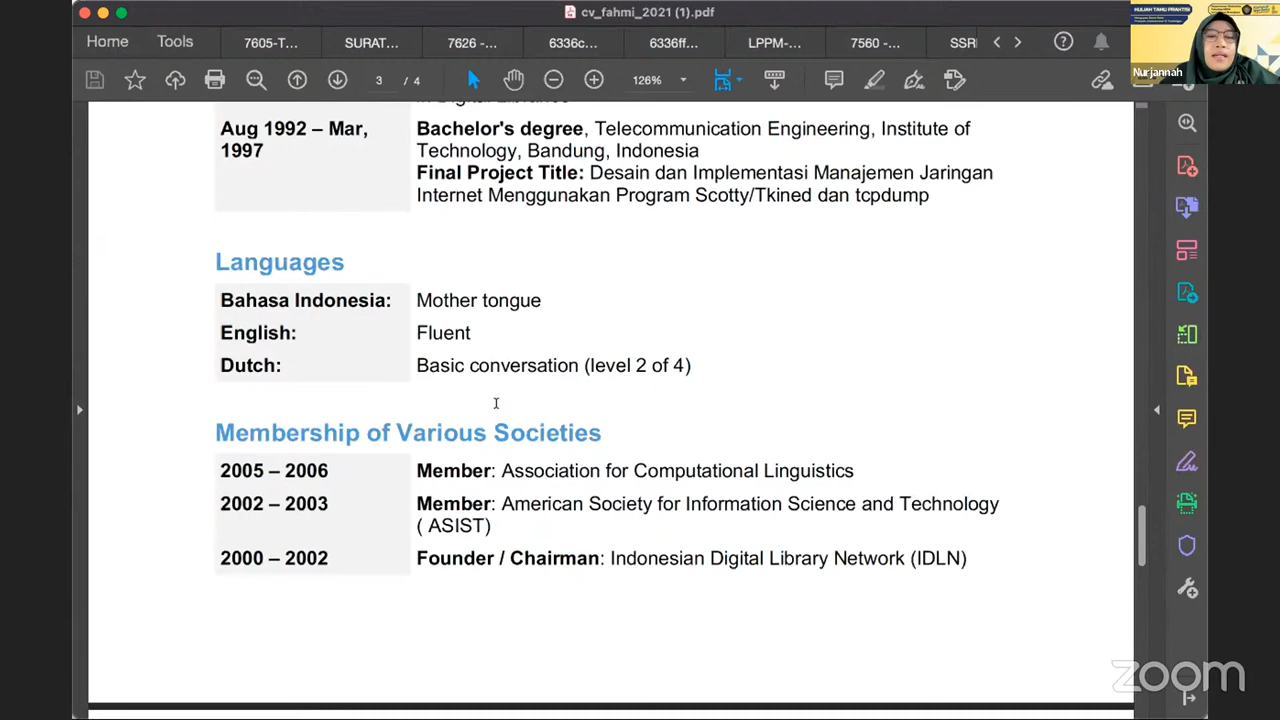 cv_fahmi_2021 (1).pdf
Home Tools 7605-T... SURAT... 7626 -... 6336c... 6336ff... LPPM-... 7560 -... SSRI
KULIAH TAMU PRAKTISI
Nurjannah
3 / 4 126%
Aug 1992 – Mar, 1997
Bachelor's degree, Telecommunication Engineering, Institute of
Technology, Bandung, Indonesia
Final Project Title: Desain dan Implementasi Manajemen Jaringan
Internet Menggunakan Program Scotty/Tkined dan tcpdump
Languages
Bahasa Indonesia: Mother tongue
English: Fluent
Dutch: Basic conversation (level 2 of 4)
Membership of Various Societies
2005 – 2006 Member: Association for Computational Linguistics
2002 – 2003 Member: American Society for Information Science and Technology
( ASIST)
2000 – 2002 Founder / Chairman: Indonesian Digital Library Network (IDLN)
zoom